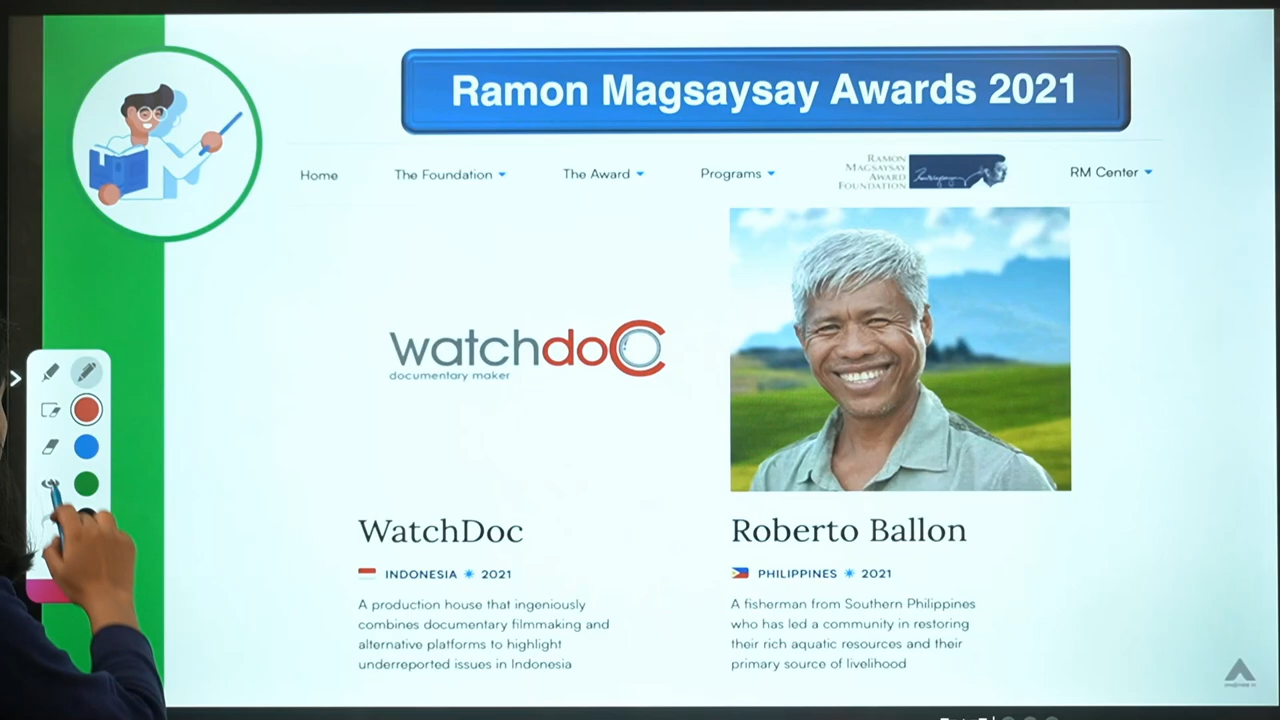 Ramon Magsaysay Awards 2021
Home
The Foundation
The Award
Programs
RAMON
MAGSAYSAY
AWARD
FOUNDATION
RM Center
watchdoc
documentary maker
WatchDoc
INDONESIA ✷ 2021
A production house that ingeniously
combines documentary filmmaking and
alternative platforms to highlight
underreported issues in Indonesia
Roberto Ballon
PHILIPPINES ✷ 2021
A fisherman from Southern Philippines
who has led a community in restoring
their rich aquatic resources and their
primary source of livelihood